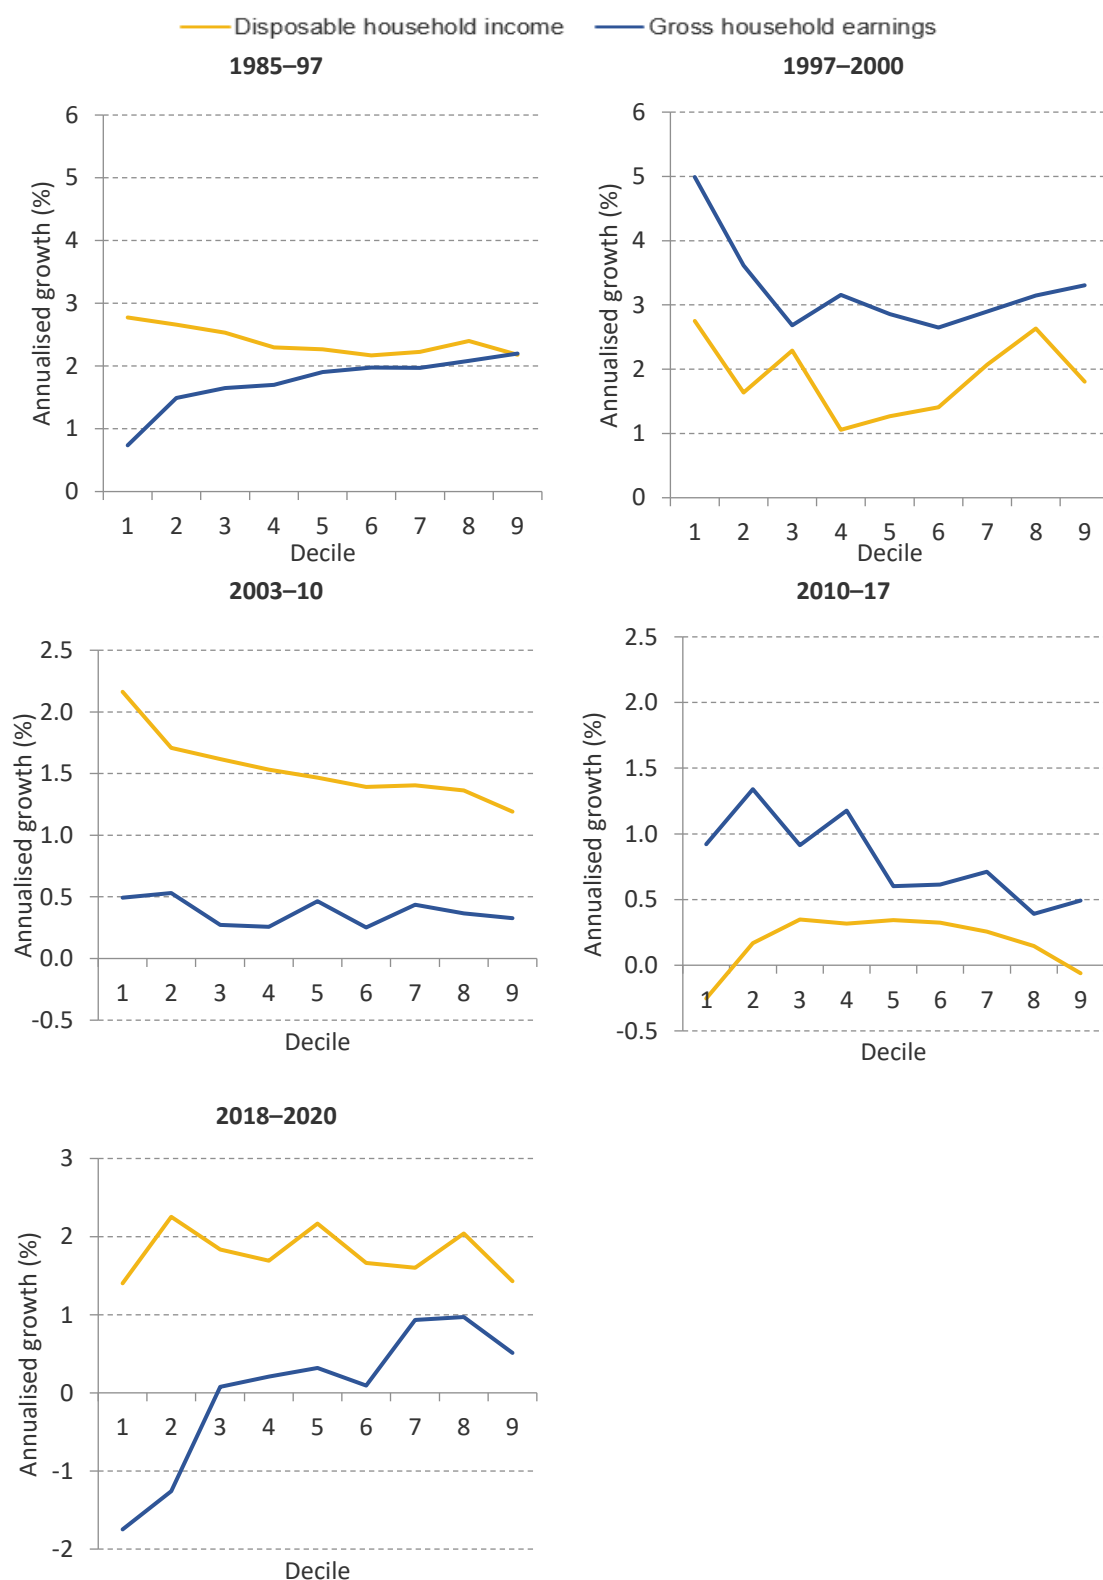 Disposable household income Gross household earnings
1985–97
Annualised growth (%)
6
5
4
3
2
1
0
1 2 3 4 5 6 7 8 9
Decile
1997–2000
Annualised growth (%)
6
5
4
3
2
1
0
1 2 3 4 5 6 7 8 9
Decile
2003–10
Annualised growth (%)
2.5
2.0
1.5
1.0
0.5
0.0
-0.5
1 2 3 4 5 6 7 8 9
Decile
2010–17
Annualised growth (%)
2.5
2.0
1.5
1.0
0.5
0.0
-0.5
1 2 3 4 5 6 7 8 9
Decile
2018–2020
Annualised growth (%)
3
2
1
0
-1
-2
1 2 3 4 5 6 7 8 9
Decile